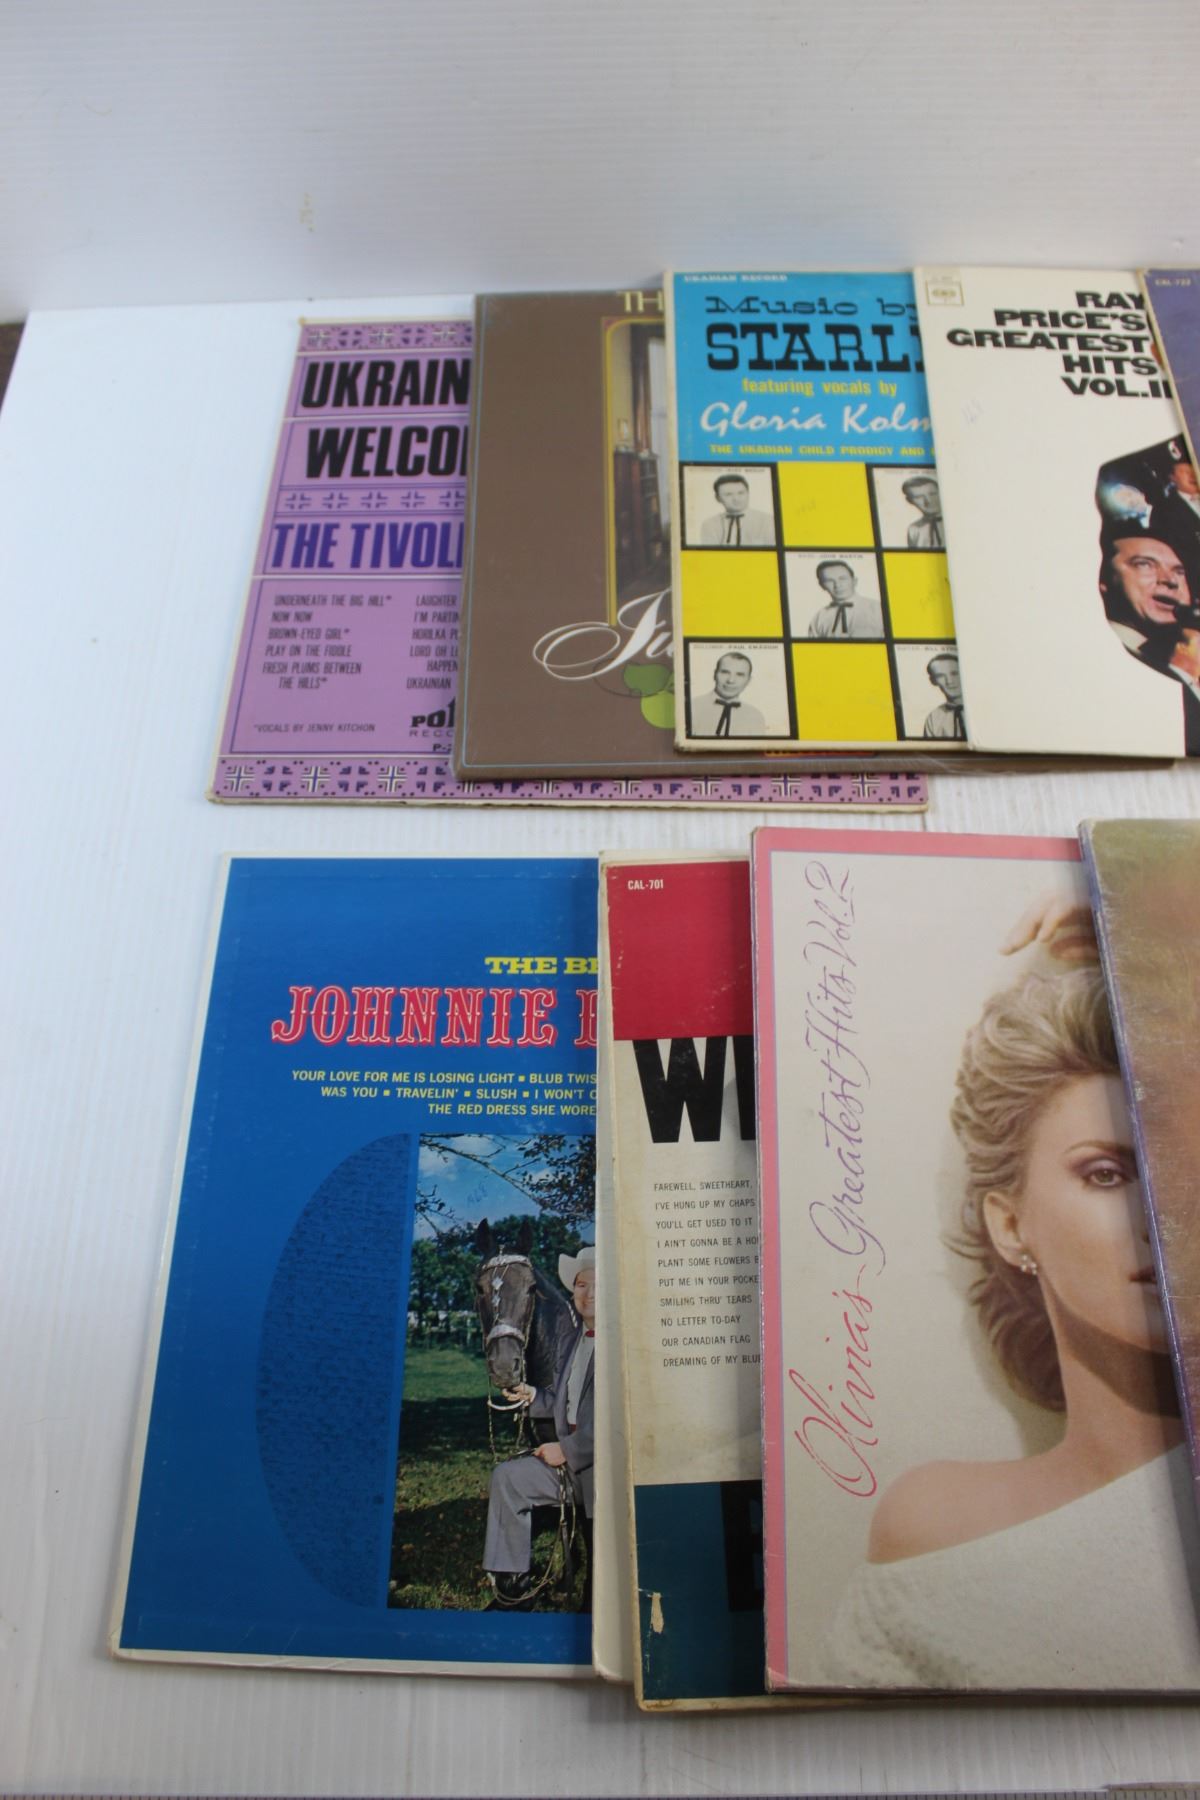 UKRAIN
WELCO
THE TIVOLI
UNDERNEATH THE BIG HILL*
NOW NOW
BROWN-EYED GIRL*
PLAY ON THE FIDDLE
FRESH PLUMS BETWEEN
THE HILLS*
LAUGHTER
I'M PARTIN
HORILKA P
LORD OH LE
HAPPEN
UKRAINIAN
*VOCALS BY JENNY KITCHON
REC
P-
TH
UKADIAN RECORD
Music by
STARLI
featuring vocals by
Gloria Kolm
THE UKADIAN CHILD PRODIGY AND
RAY
PRICE'S
GREATEST
HITS
VOL.II
CAL-722
THE BE
JOHNNIE
YOUR LOVE FOR ME IS LOSING LIGHT ▪ BLUB TWIS
WAS YOU ▪ TRAVELIN' ▪ SLUSH ▪ I WON'T
THE RED DRESS SHE WORE
CAL-701
WI
FAREWELL, SWEETHEART,
I'VE HUNG UP MY CHAPS
YOU'LL GET USED TO IT
I AIN'T GONNA BE A HO
PLANT SOME FLOWERS B
PUT ME IN YOUR POCKE
SMILING THRU' TEARS
NO LETTER TO-DAY
OUR CANADIAN FLAG
DREAMING OF MY BLU
Olivia's Greatest Hits Vol. 2